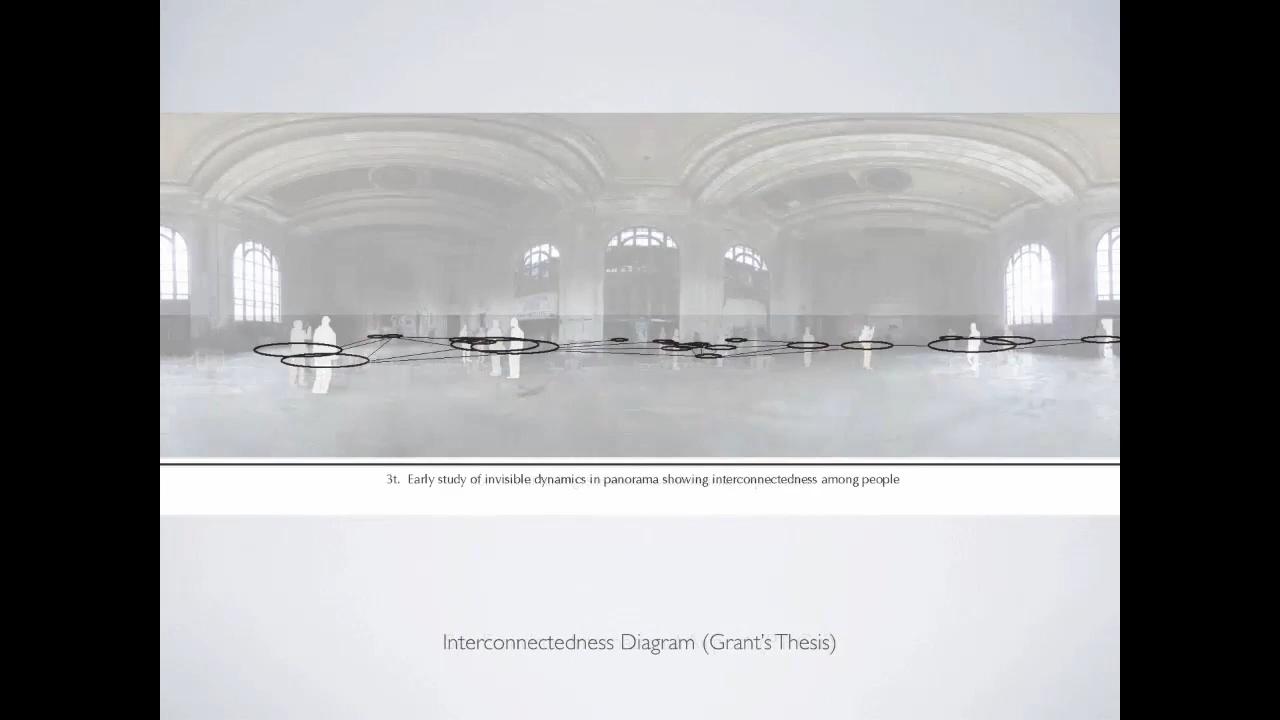 3t. Early study of invisible dynamics in panorama showing interconnectedness among people
Interconnectedness Diagram (Grant's Thesis)